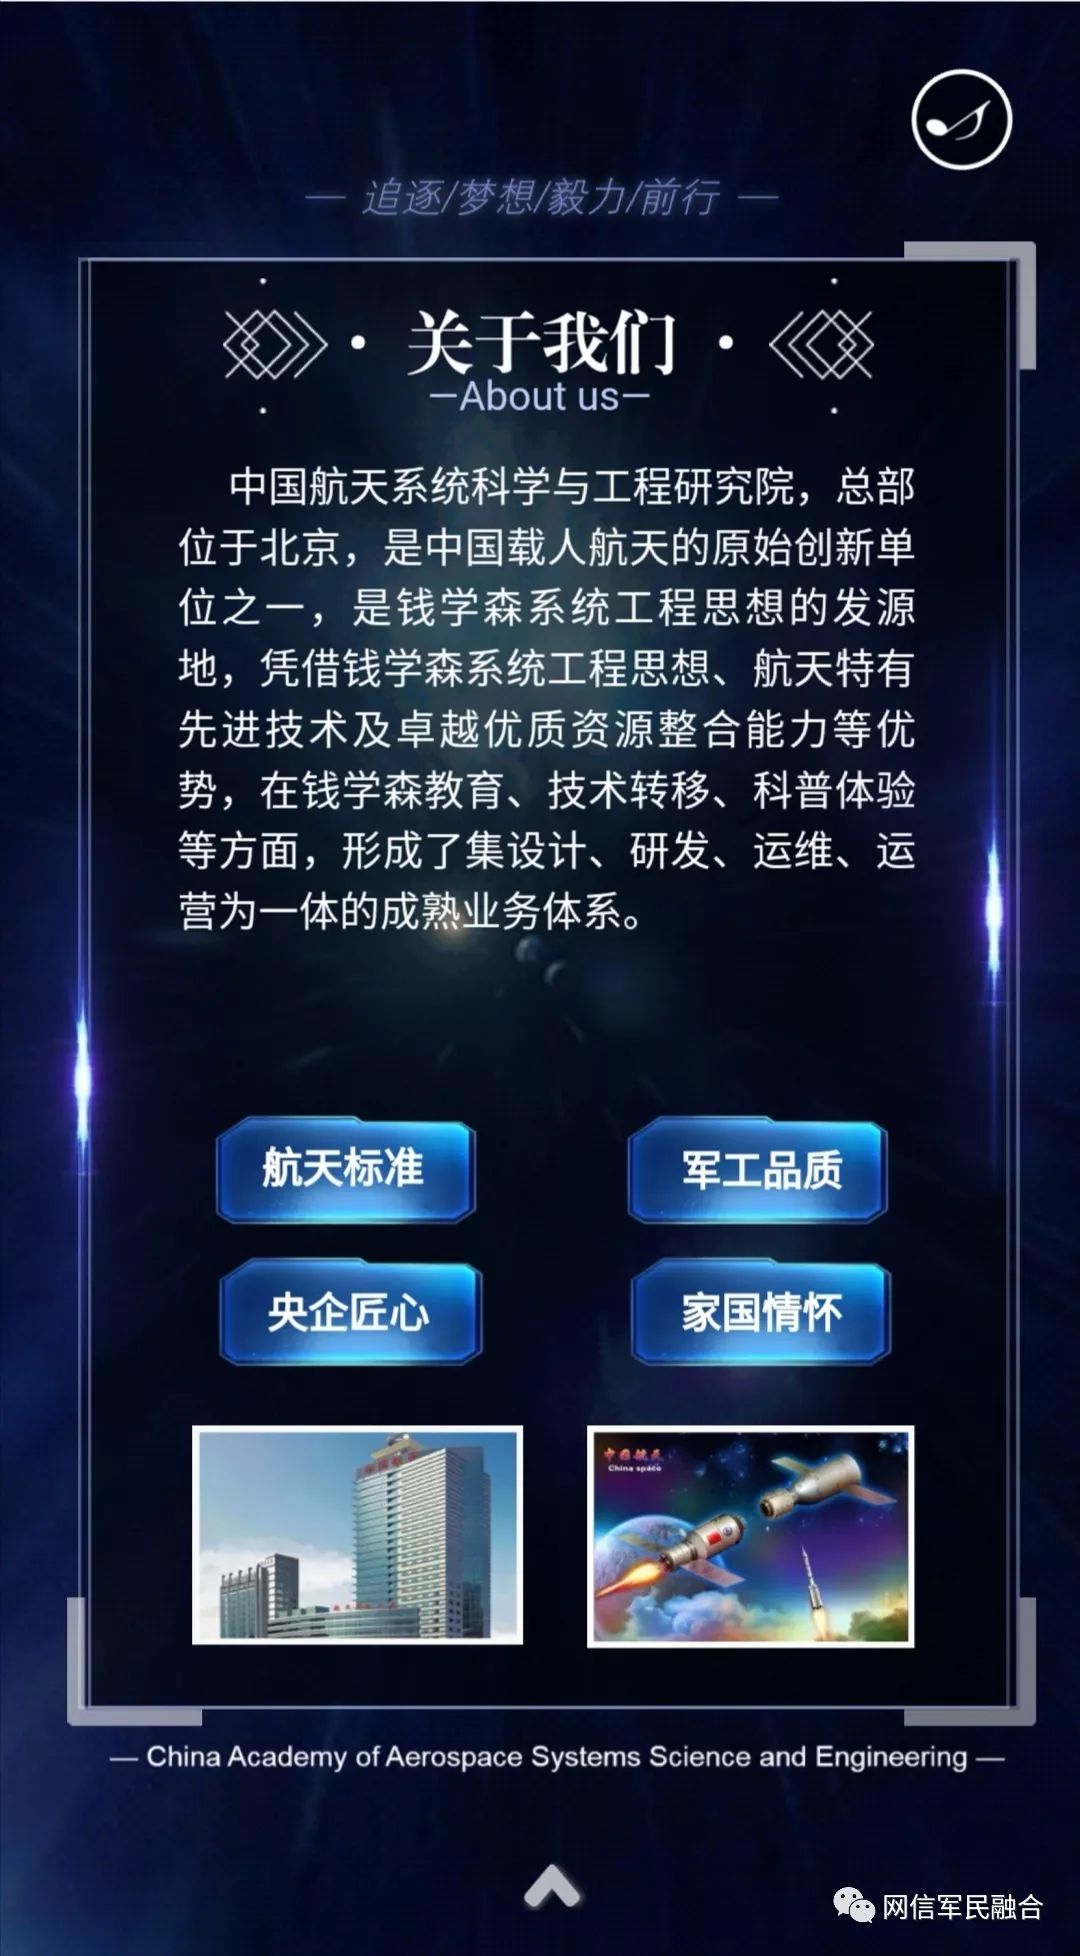 — 追逐/梦想/毅力/前行 —
· 关于我们 ·
—About us—
中国航天系统科学与工程研究院，总部
位于北京，是中国载人航天的原始创新单
位之一，是钱学森系统工程思想的发源
地，凭借钱学森系统工程思想、航天特有
先进技术及卓越优质资源整合能力等优
势，在钱学森教育、技术转移、科普体验
等方面，形成了集设计、研发、运维、运
营为一体的成熟业务体系。
航天标准
军工品质
央企匠心
家国情怀
中国航天
China space
— China Academy of Aerospace Systems Science and Engineering —
网信军民融合